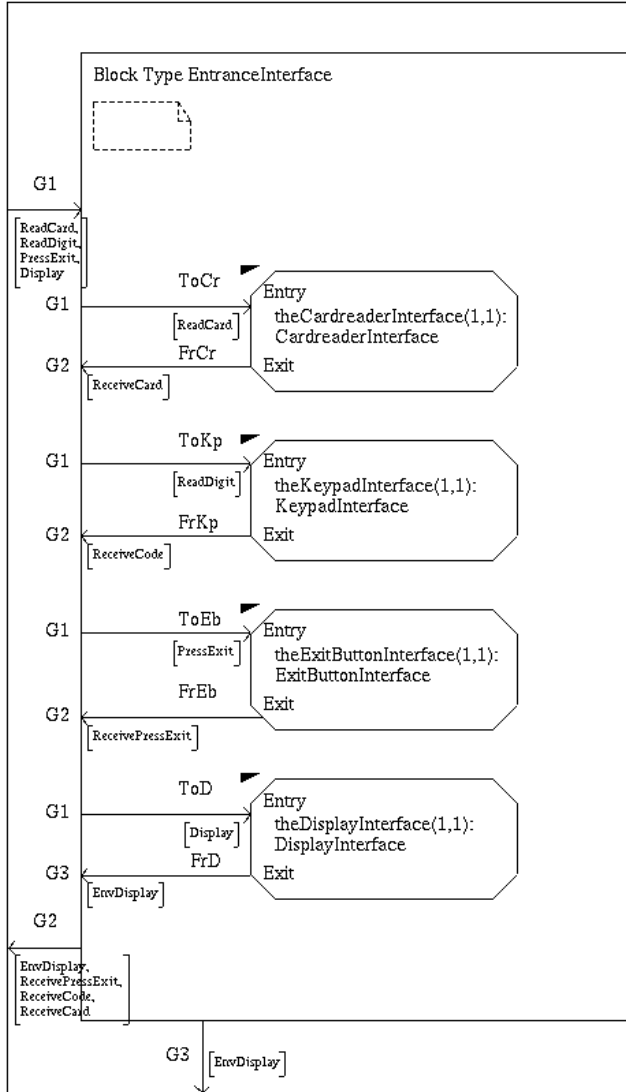 Block Type EntranceInterface
G1
[ReadCard,
ReadDigit,
PressExit,
Display]
ToCr
G1
Entry
theCardreaderInterface(1,1):
CardreaderInterface
[ReadCard]
FrCr
G2
Exit
[ReceiveCard]
ToKp
G1
Entry
[ReadDigit]
theKeypadInterface(1,1):
KeypadInterface
FrKp
G2
Exit
[ReceiveCode]
ToEb
G1
Entry
[PressExit]
theExitButtonInterface(1,1):
ExitButtonInterface
FrEb
G2
Exit
[ReceivePressExit]
ToD
G1
Entry
theDisplayInterface(1,1):
[Display]
DisplayInterface
FrD
G3
Exit
[EnvDisplay]
G2
[EnvDisplay,
ReceivePressExit,
ReceiveCode,
ReceiveCard]
G3
[EnvDisplay]